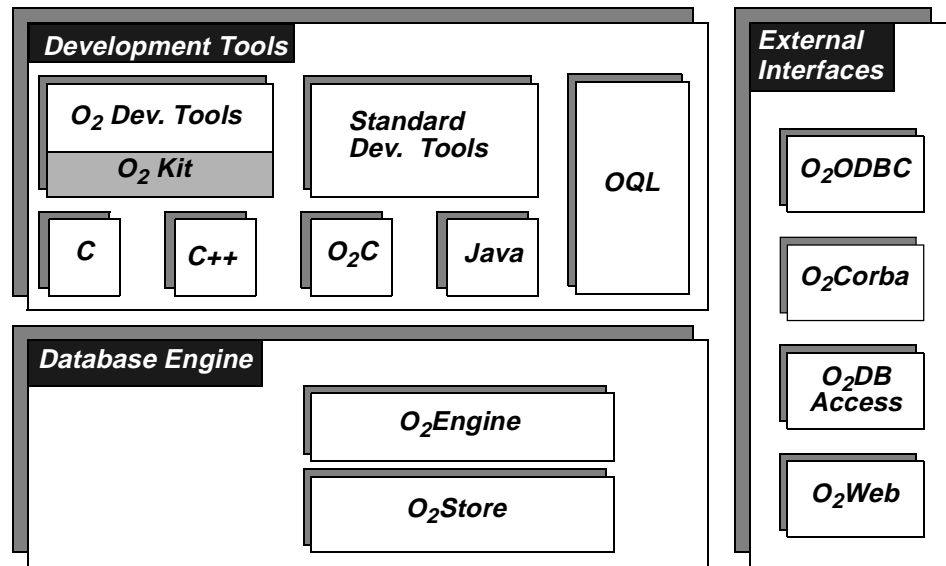 Development Tools
O2 Dev. Tools
O2 Kit
Standard
Dev. Tools
OQL
C
C++
O2C
Java
Database Engine
O2Engine
O2Store
External
Interfaces
O2ODBC
O2Corba
O2DB
Access
O2Web